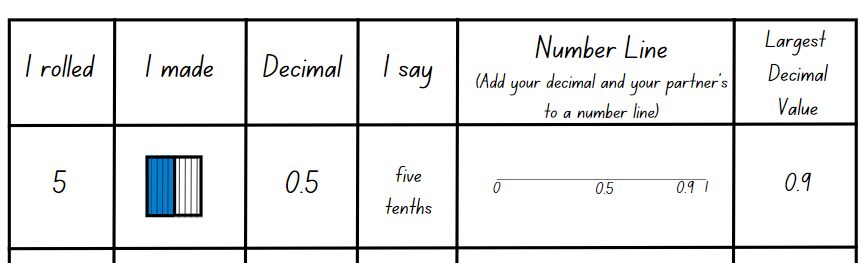 I rolled
I made
Decimal
I say
Number Line
(Add your decimal and your partner's
to a number line)
Largest
Decimal
Value
5
0.5
five
tenths
0 0.5 0.9 1
0.9